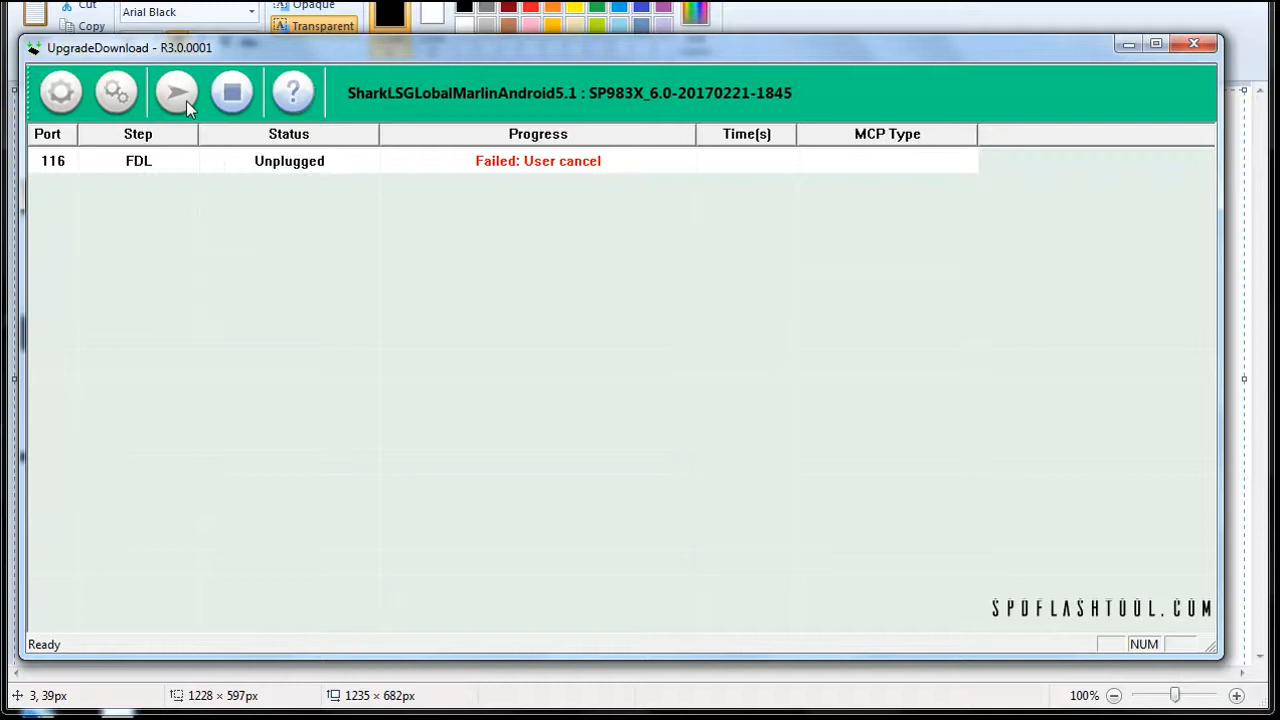 Cut
Arial Black
Opaque
Copy
Transparent
UpgradeDownload - R3.0.0001
SharkLSGLobalMarlinAndroid5.1 : SP983X_6.0-20170221-1845
Port Step Status Progress Time(s) MCP Type
116 FDL Unplugged Failed: User cancel
SPDFLASHTOOL.COM
Ready NUM
3, 39px 1228 × 597px 1235 × 682px 100%